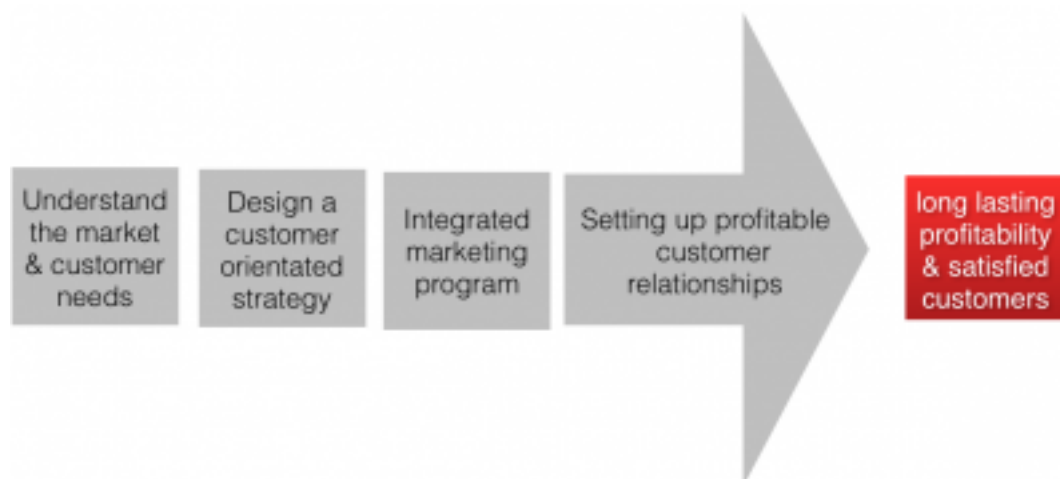 Understand
the market
& customer
needs
Design a
customer
orientated
strategy
Integrated
marketing
program
Setting up profitable
customer
relationships
long lasting
profitability
& satisfied
customers